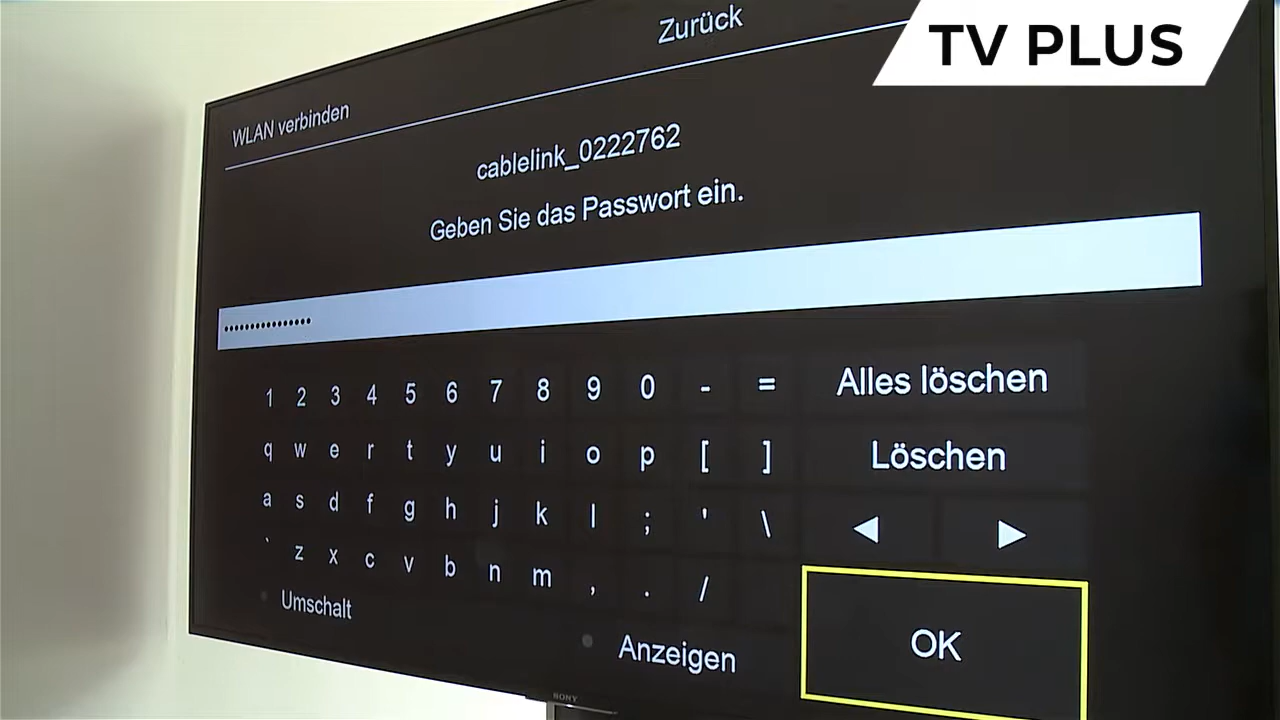 TV PLUS
Zurück
WLAN verbinden
cablelink_0222762
Geben Sie das Passwort ein.
••••••••••••••••
1 2 3 4 5 6 7 8 9 0 - = Alles löschen
q w e r t y u i o p [ ] Löschen
a s d f g h j k l ; ' \ ◀ ▶
` z x c v b n m , . /
Umschalt Anzeigen OK
SONY